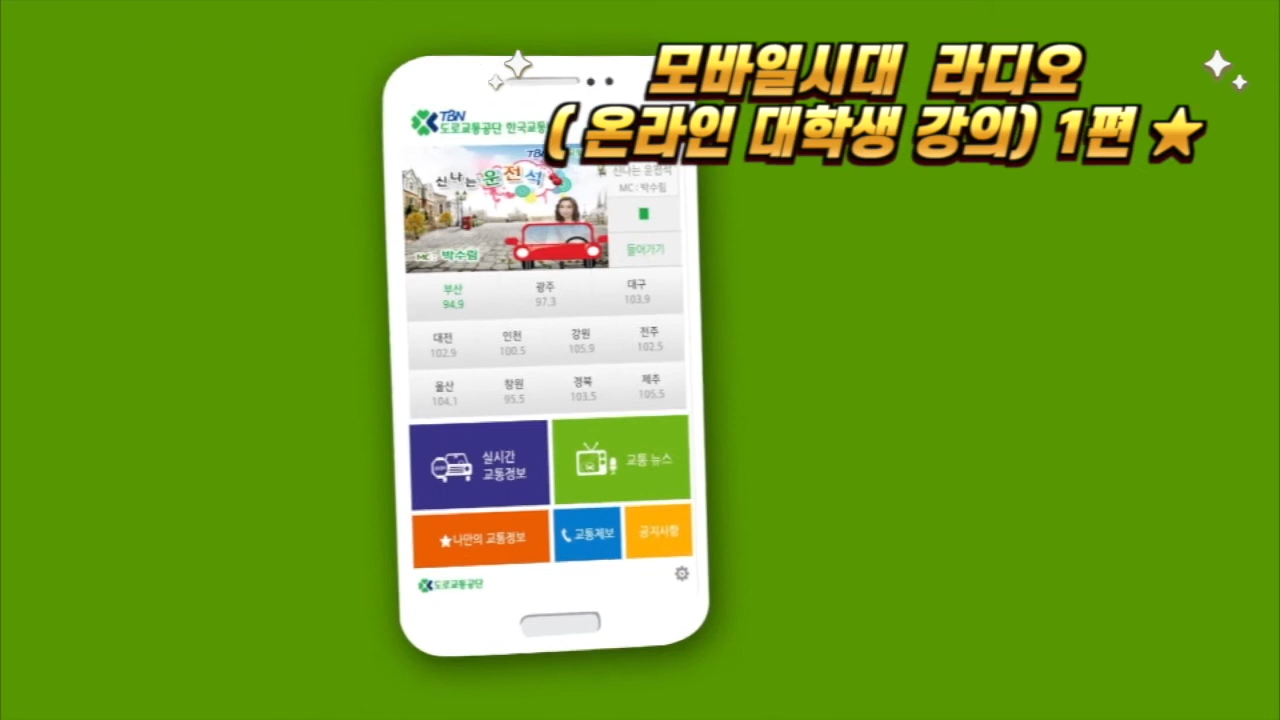 모바일시대 라디오
( 온라인 대학생 강의) 1편 ★
TBN
도로교통공단 한국교통
신나는 운전석
MC : 박수림
신나는 운전석
MC : 박수림
들어가기
부산 광주 대구
94.9 97.3 103.9
대전 인천 강원 전주
102.9 100.5 105.9 102.5
울산 창원 경북 제주
104.1 95.5 103.5 105.5
실시간
교통정보
교통 뉴스
★나만의 교통정보
교통제보
공지사항
도로교통공단